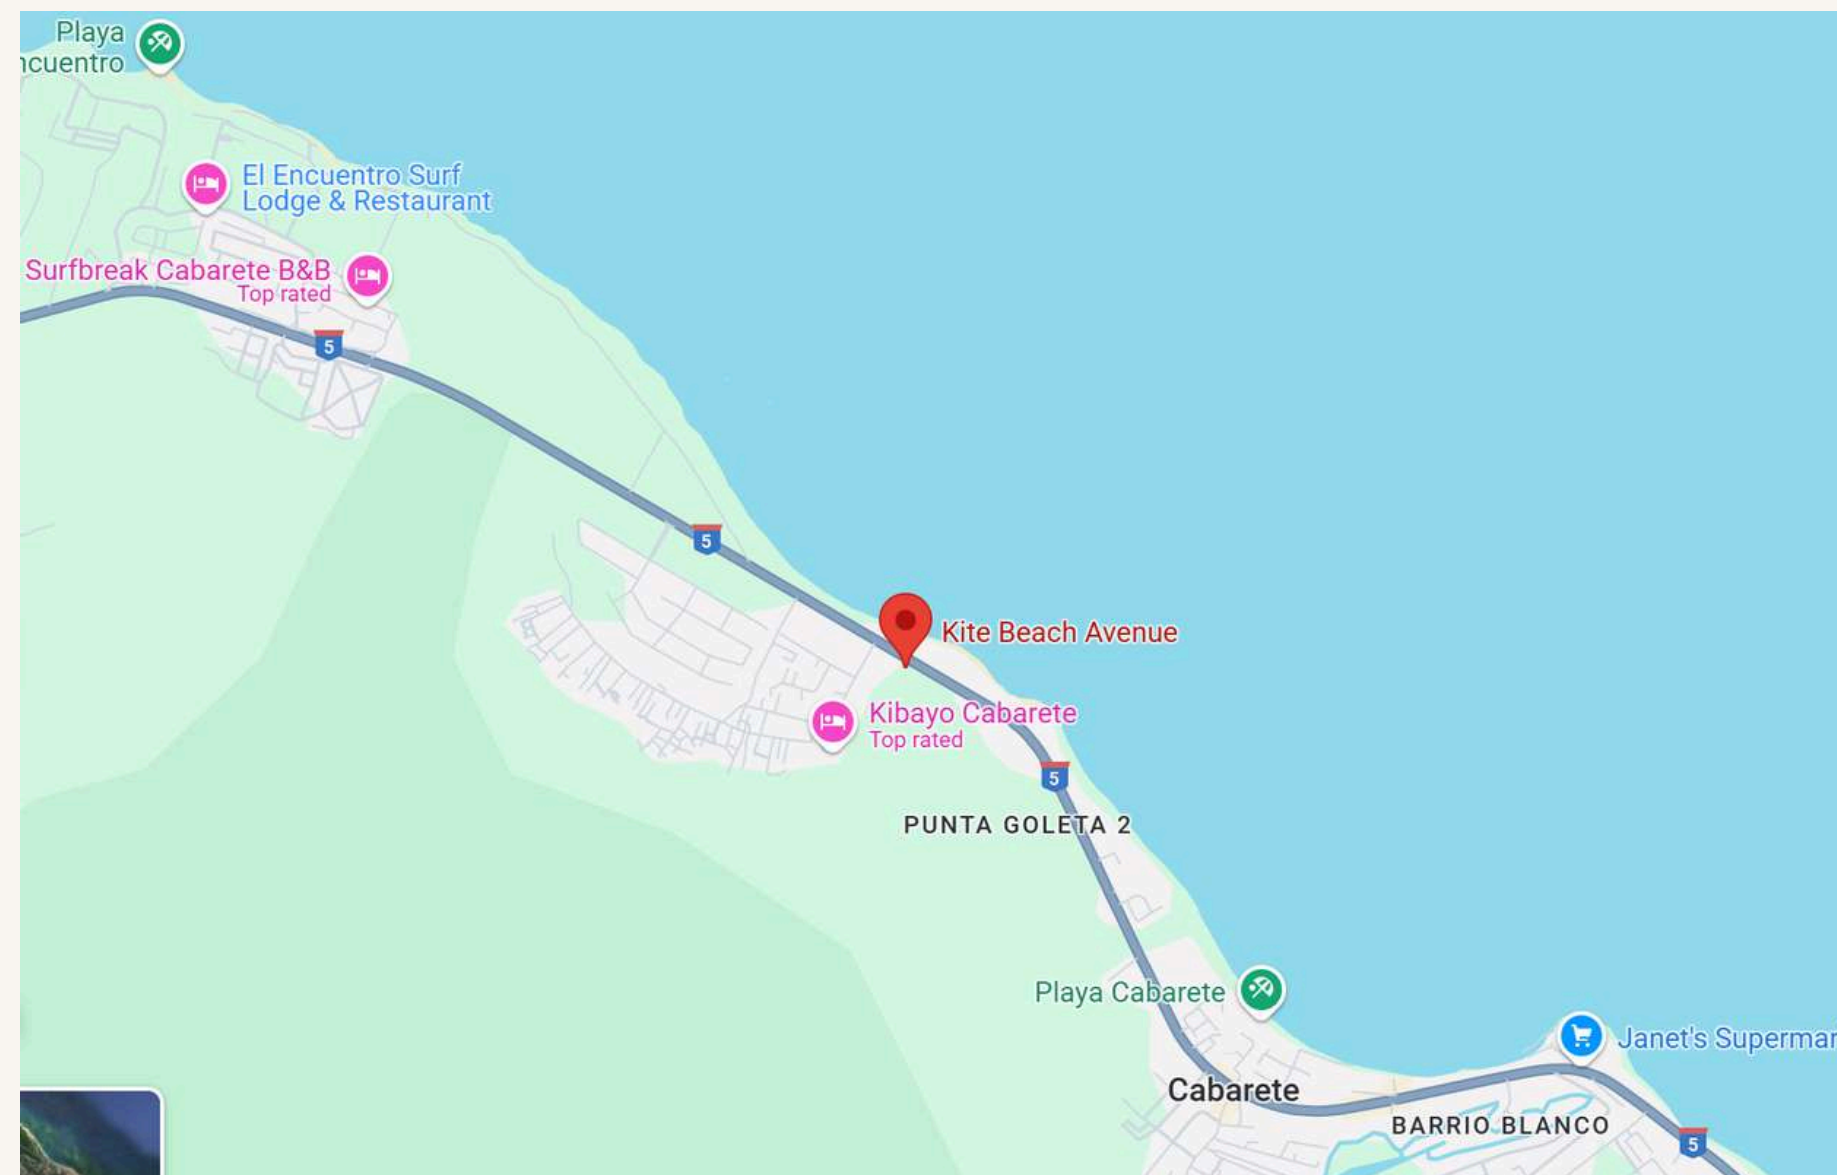 Playa
ncuentro
El Encuentro Surf
Lodge & Restaurant
Surfbreak Cabarete B&B
Top rated
5
5
Kite Beach Avenue
Kibayo Cabarete
Top rated
5
PUNTA GOLETA 2
Playa Cabarete
Janet's Supermar
Cabarete
BARRIO BLANCO
5